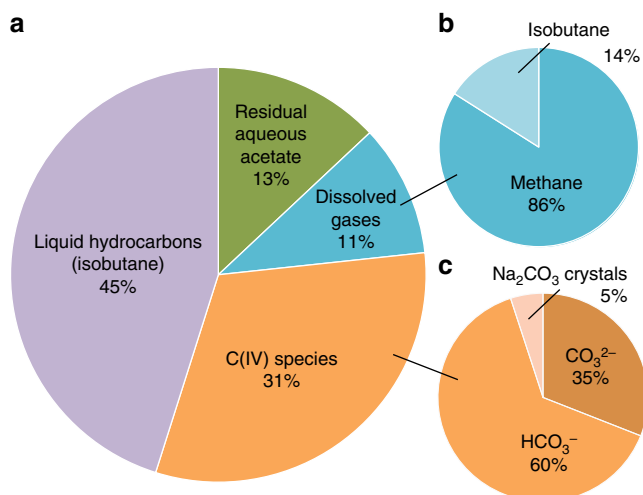 a
Residual
aqueous
acetate
13%
Dissolved
gases
11%
Liquid hydrocarbons
(isobutane)
45%
C(IV) species
31%
b
Isobutane
14%
Methane
86%
c
Na₂CO₃ crystals
5%
CO₃²⁻
35%
HCO₃⁻
60%